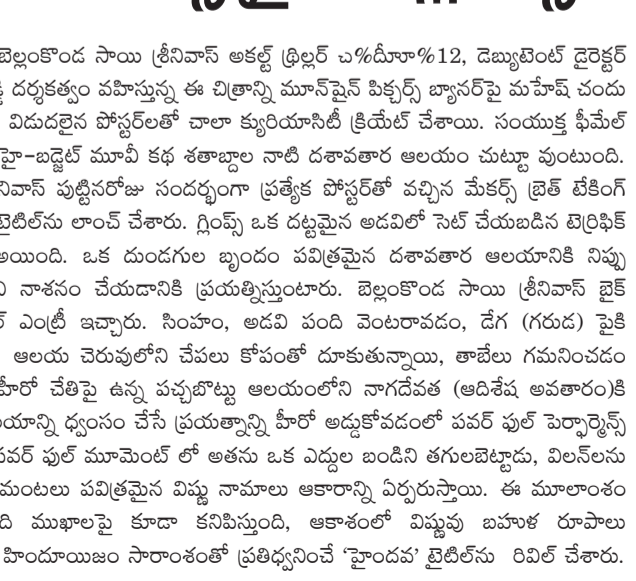 బెల్లంకొండ సాయి శ్రీనివాస్ అకల్ట్ థ్రిల్లర్ చ%దీూ%12, డెబ్యుటెంట్ డైరెక్టర్
దర్శకత్వం వహిస్తున్న ఈ చిత్రాన్ని మూన్‌షైన్ పిక్చర్స్ బ్యానర్‌పై మహేష్ చందు
విడుదలైన పోస్టర్‌లతో చాలా క్యురియాసిటీ క్రియేట్ చేశాయి. సంయుక్త ఫీమేల్
హై-బడ్జెట్ మూవీ కథ శతాబ్దాల నాటి దశావతార ఆలయం చుట్టూ వుంటుంది.
నివాస్ పుట్టినరోజు సందర్భంగా ప్రత్యేక పోస్టర్‌తో వచ్చిన మేకర్స్ బ్రెత్ టేకింగ్
టైటిల్‌ను లాంచ్ చేశారు. గ్లింప్స్ ఒక దట్టమైన అడవిలో సెట్ చేయబడిన టెర్రిఫిక్
అయింది. ఒక దుండగుల బృందం పవిత్రమైన దశావతార ఆలయానికి నిప్పు
నాశనం చేయడానికి ప్రయత్నిస్తుంటారు. బెల్లంకొండ సాయి శ్రీనివాస్ బైక్
ఎంట్రీ ఇచ్చారు. సింహం, అడవి పంది వెంటరావడం, డేగ (గరుడ) పైకి
ఆలయ చెరువులోని చేపలు కోపంతో దూకుతున్నాయి, తాబేలు గమనించడం
హీరో చేతిపై ఉన్న పచ్చబొట్టు ఆలయంలోని నాగదేవత (ఆదిశేష అవతారం)కి
యాన్ని ధ్వంసం చేసే ప్రయత్నాన్ని హీరో అడ్డుకోవడంలో పవర్ ఫుల్ పెర్ఫార్మెన్స్
పవర్ ఫుల్ మూమెంట్ లో అతను ఒక ఎద్దుల బండిని తగులబెట్టాడు, విలన్‌లను
మంటలు పవిత్రమైన విష్ణు నామాలు ఆకారాన్ని ఏర్పరుస్తాయి. ఈ మూలాంశం
ది ముఖాలపై కూడా కనిపిస్తుంది, ఆకాశంలో విష్ణువు బహుళ రూపాలు
హిందూయిజం సారాంశంతో ప్రతిధ్వనించే 'హైందవ' టైటిల్‌ను రివిల్ చేశారు.